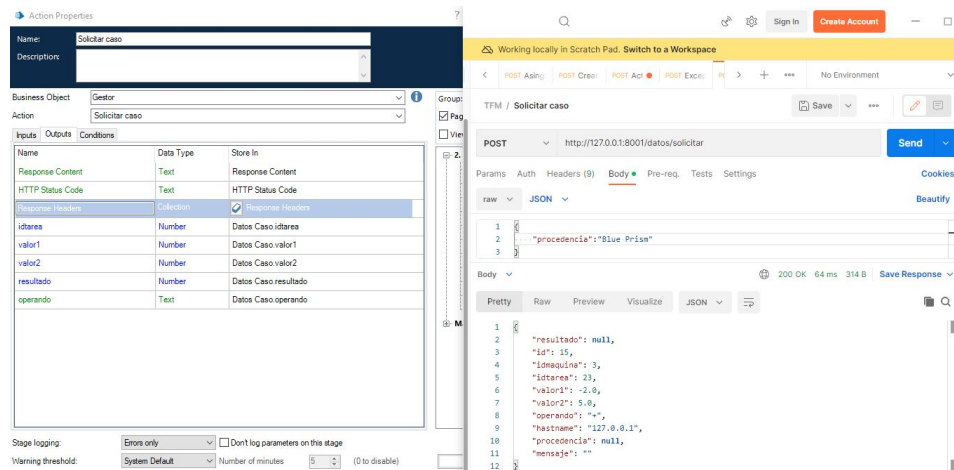 Action Properties
?
Name:
Solicitar caso
Description:
Business Object
Gestor
Action
Solicitar caso
Inputs
Outputs
Conditions
Name
Data Type
Store In
Response Content
Text
Response Content
HTTP Status Code
Text
HTTP Status Code
Response Headers
Collection
Response Headers
idtarea
Number
Datos Caso.idtarea
valor1
Number
Datos Caso.valor1
valor2
Number
Datos Caso.valor2
resultado
Number
Datos Caso.resultado
operando
Text
Datos Caso.operando
Stage logging:
Errors only
Don't log parameters on this stage
Warning threshold:
System Default
Number of minutes
5
(0 to disable)
Group:
Pag
View
2.
M
Sign In
Create Account
Working locally in Scratch Pad. Switch to a Workspace
POST Asing
POST Crear
POST Act
POST Excep
No Environment
TFM / Solicitar caso
Save
POST
http://127.0.0.1:8001/datos/solicitar
Send
Params
Auth
Headers (9)
Body
Pre-req.
Tests
Settings
Cookies
raw
JSON
Beautify
1 {
2 "procedencia":"Blue Prism"
3 }
Body
200 OK
64 ms
314 B
Save Response
Pretty
Raw
Preview
Visualize
JSON
1 {
2 "resultado": null,
3 "id": 15,
4 "idmaquina": 3,
5 "idtarea": 23,
6 "valor1": -2.0,
7 "valor2": 5.0,
8 "operando": "+",
9 "hostname": "127.0.0.1",
10 "procedencia": null,
11 "mensaje": ""
12 }